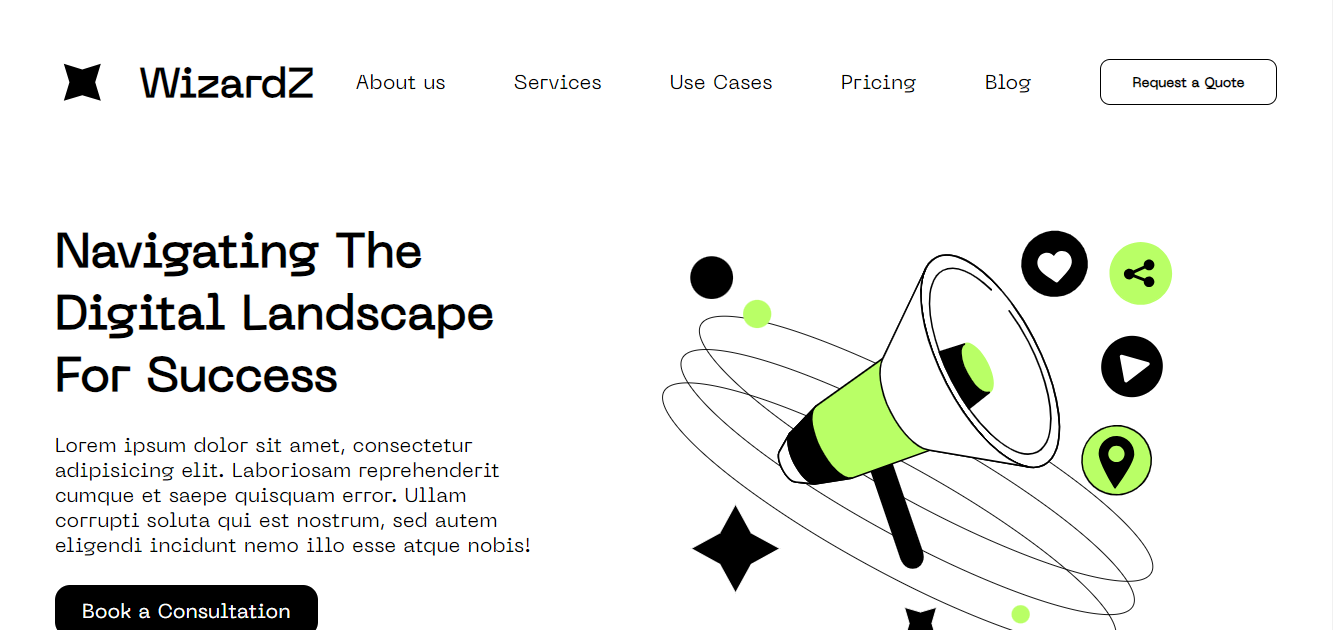 WizardZ About us Services Use Cases Pricing Blog Request a Quote
Navigating The
Digital Landscape
For Success
Lorem ipsum dolor sit amet, consectetur
adipisicing elit. Laboriosam reprehenderit
cumque et saepe quisquam error. Ullam
corrupti soluta qui est nostrum, sed autem
eligendi incidunt nemo illo esse atque nobis!
Book a Consultation